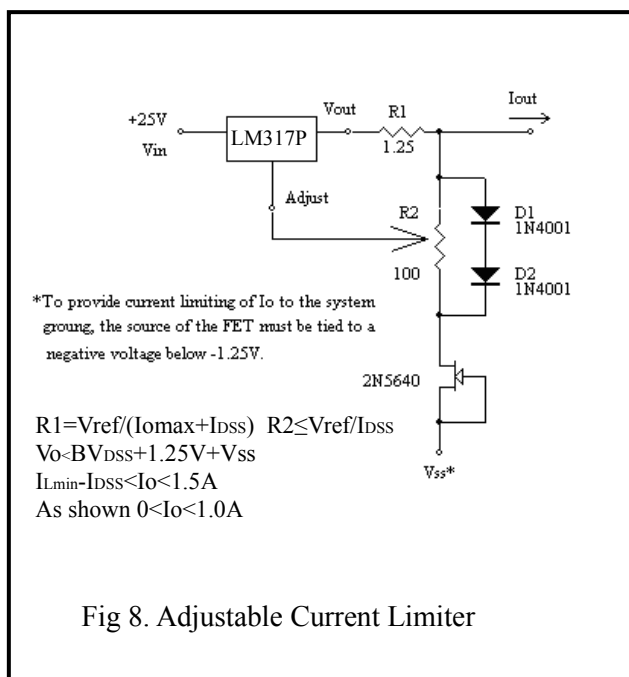 Iout
Vout
R1
+25V
LM317P
Vin
1.25
Adjust
R2
D1
1N4001
100
D2
1N4001
*To provide current limiting of Io to the system
groung, the source of the FET must be tied to a
negative voltage below -1.25V.
2N5640
R1=Vref/(Iomax+IDSS) R2≤Vref/IDSS
Vo<BVDSS+1.25V+Vss
ILmin-IDSS<Io<1.5A
As shown 0<Io<1.0A
Vss*
Fig 8. Adjustable Current Limiter